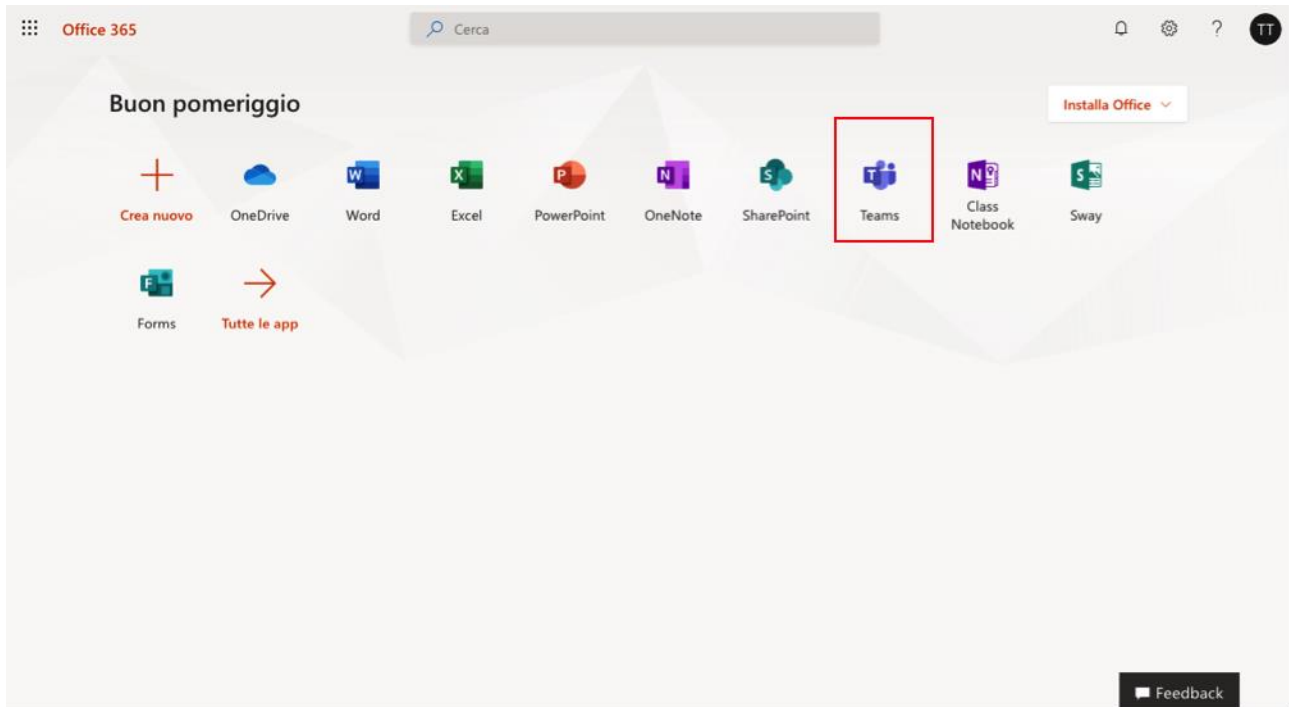 Office 365
Cerca
TT
Buon pomeriggio
Installa Office
Crea nuovo
OneDrive
Word
Excel
PowerPoint
OneNote
SharePoint
Teams
Class
Notebook
Sway
Forms
Tutte le app
Feedback